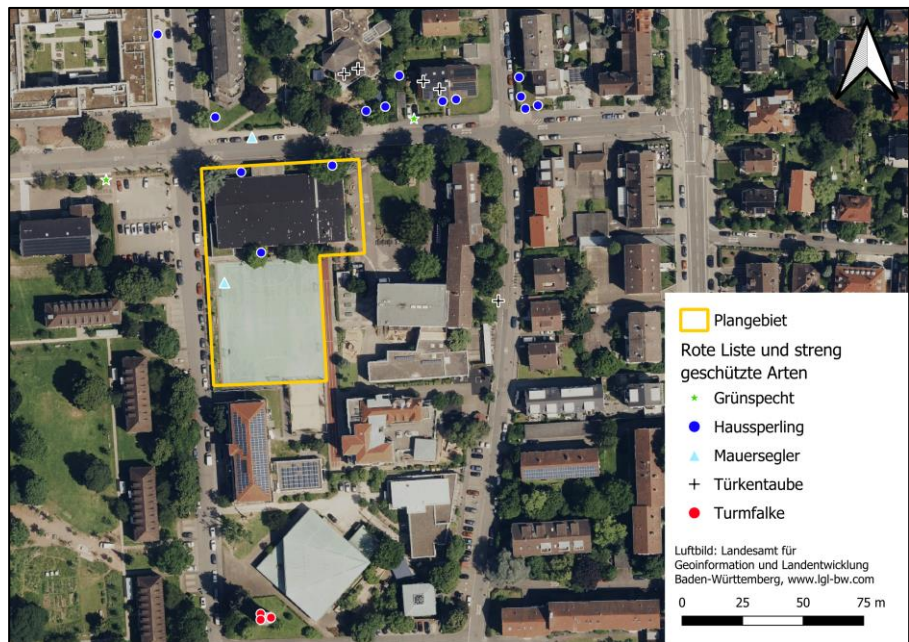 Plangebiet
Rote Liste und streng
geschützte Arten
Grünspecht
Haussperling
Mauersegler
Türkentaube
Turmfalke
Luftbild: Landesamt für
Geoinformation und Landentwicklung
Baden-Württemberg, www.lgl-bw.com
0 25 50 75 m